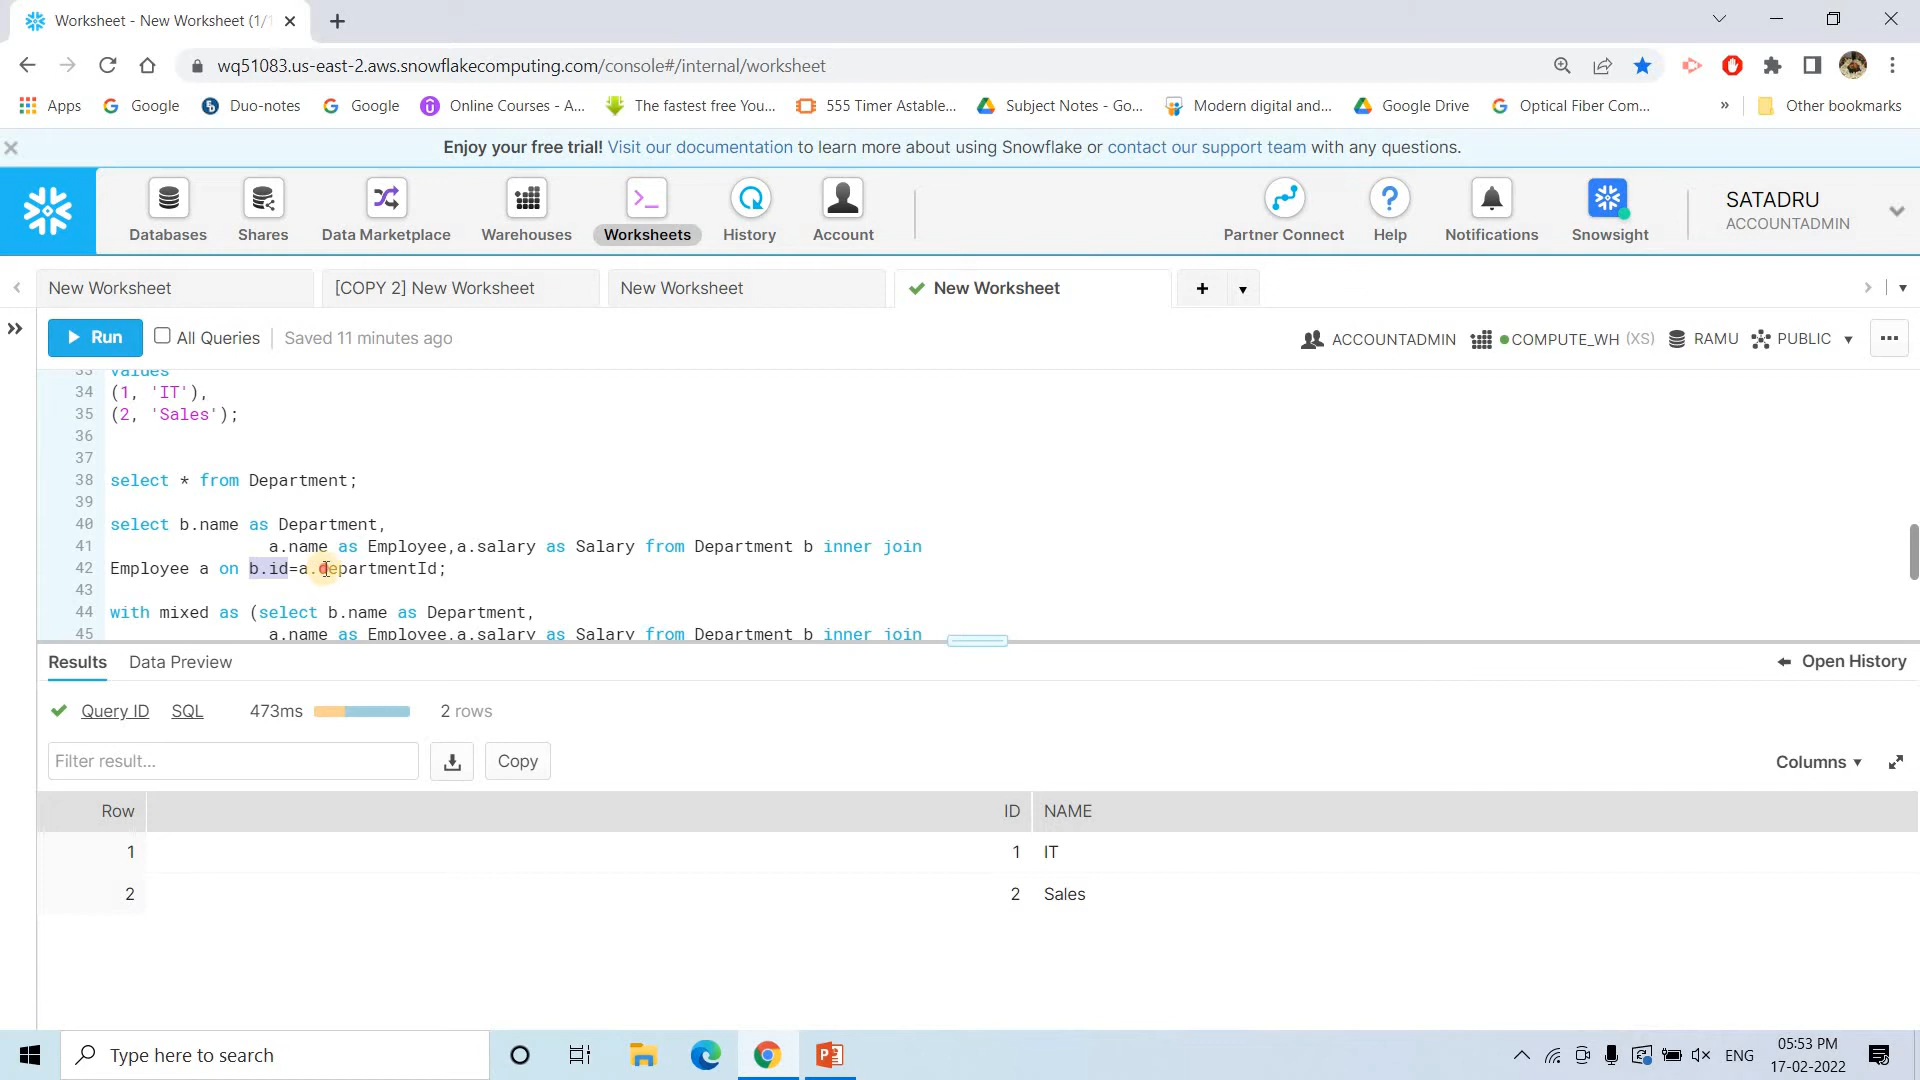 Worksheet - New Worksheet (1/1
wq51083.us-east-2.aws.snowflakecomputing.com/console#/internal/worksheet
Apps Google Duo-notes Google Online Courses - A... The fastest free You... 555 Timer Astable... Subject Notes - Go... Modern digital and... Google Drive Optical Fiber Com... » Other bookmarks
Enjoy your free trial! Visit our documentation to learn more about using Snowflake or contact our support team with any questions.
Databases Shares Data Marketplace Warehouses Worksheets History Account Partner Connect Help Notifications Snowsight
SATADRU
ACCOUNTADMIN
New Worksheet [COPY 2] New Worksheet New Worksheet New Worksheet
Run All Queries Saved 11 minutes ago ACCOUNTADMIN COMPUTE_WH (XS) RAMU PUBLIC
33 values
34 (1, 'IT'),
35 (2, 'Sales');
36
37
38 select * from Department;
39
40 select b.name as Department,
41 a.name as Employee,a.salary as Salary from Department b inner join
42 Employee a on b.id=a.departmentId;
43
44 with mixed as (select b.name as Department,
45 a.name as Employee,a.salary as Salary from Department b inner join
Results Data Preview Open History
Query ID SQL 473ms 2 rows
Filter result... Copy Columns
Row ID NAME
1 1 IT
2 2 Sales
Type here to search
ENG
05:53 PM
17-02-2022